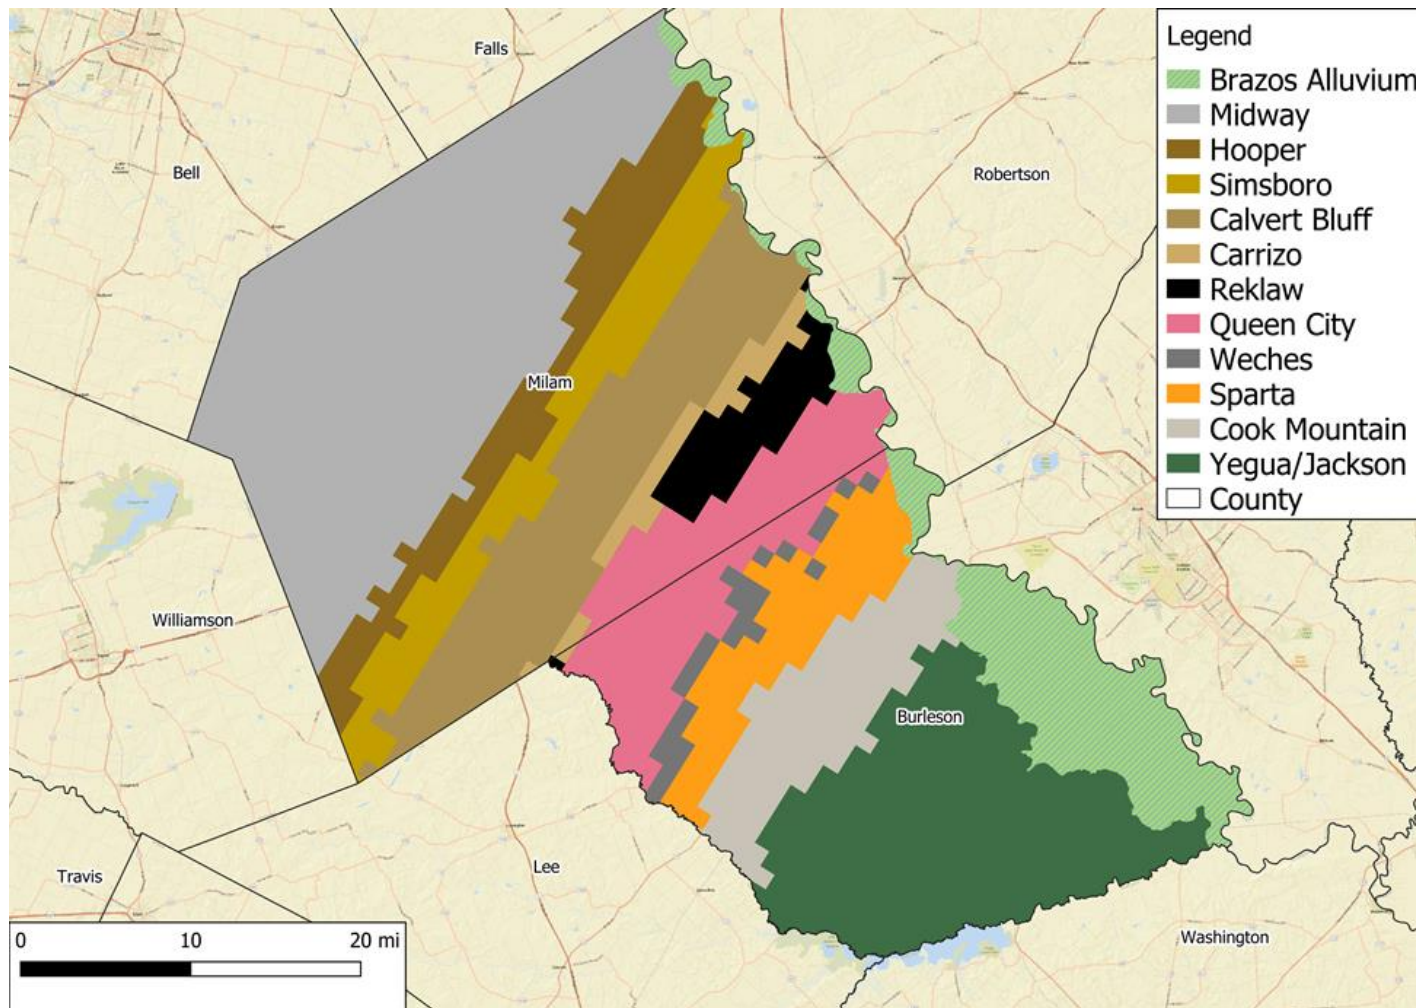 Legend
Brazos Alluvium
Midway
Hooper
Simsboro
Calvert Bluff
Carrizo
Reklaw
Queen City
Weches
Sparta
Cook Mountain
Yegua/Jackson
County
Falls
Bell
Robertson
Milam
Williamson
Burleson
Lee
Travis
Washington
0 10 20 mi